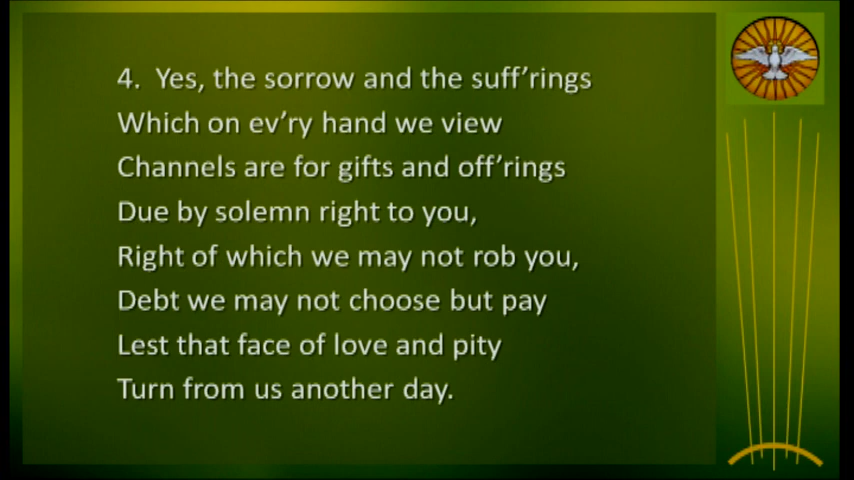 4. Yes, the sorrow and the suff’rings
Which on ev’ry hand we view
Channels are for gifts and off’rings
Due by solemn right to you,
Right of which we may not rob you,
Debt we may not choose but pay
Lest that face of love and pity
Turn from us another day.